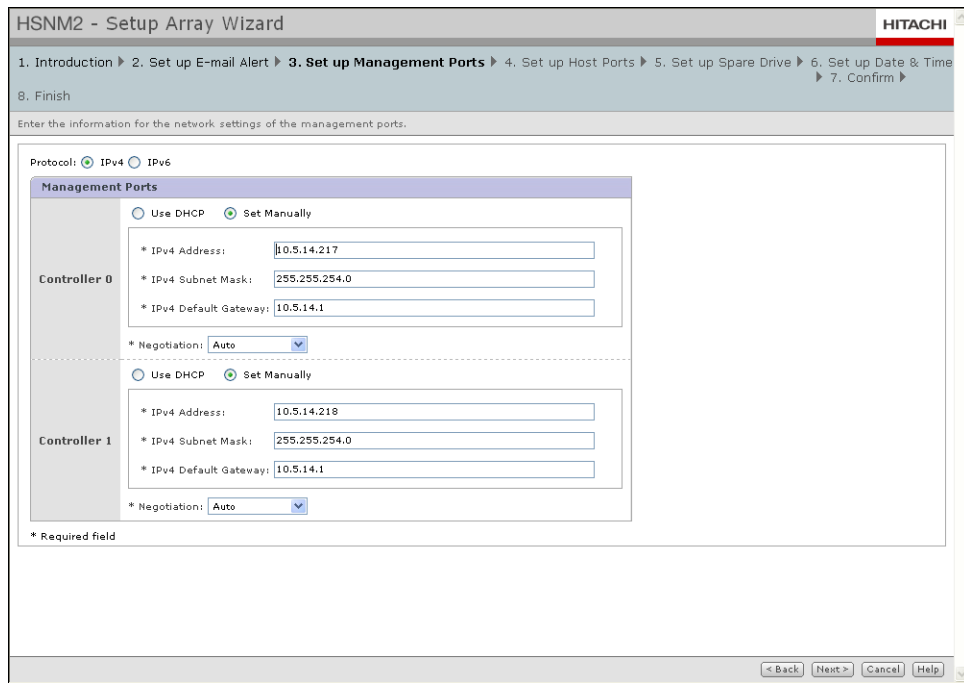 HSNM2 - Setup Array Wizard
HITACHI
1. Introduction 2. Set up E-mail Alert 3. Set up Management Ports 4. Set up Host Ports 5. Set up Spare Drive 6. Set up Date & Time
7. Confirm
8. Finish
Enter the information for the network settings of the management ports.
Protocol: IPv4 IPv6
Management Ports
Use DHCP Set Manually
* IPv4 Address: 10.5.14.217
Controller 0 * IPv4 Subnet Mask: 255.255.254.0
* IPv4 Default Gateway: 10.5.14.1
* Negotiation: Auto
Use DHCP Set Manually
* IPv4 Address: 10.5.14.218
Controller 1 * IPv4 Subnet Mask: 255.255.254.0
* IPv4 Default Gateway: 10.5.14.1
* Negotiation: Auto
* Required field
< Back Next > Cancel Help